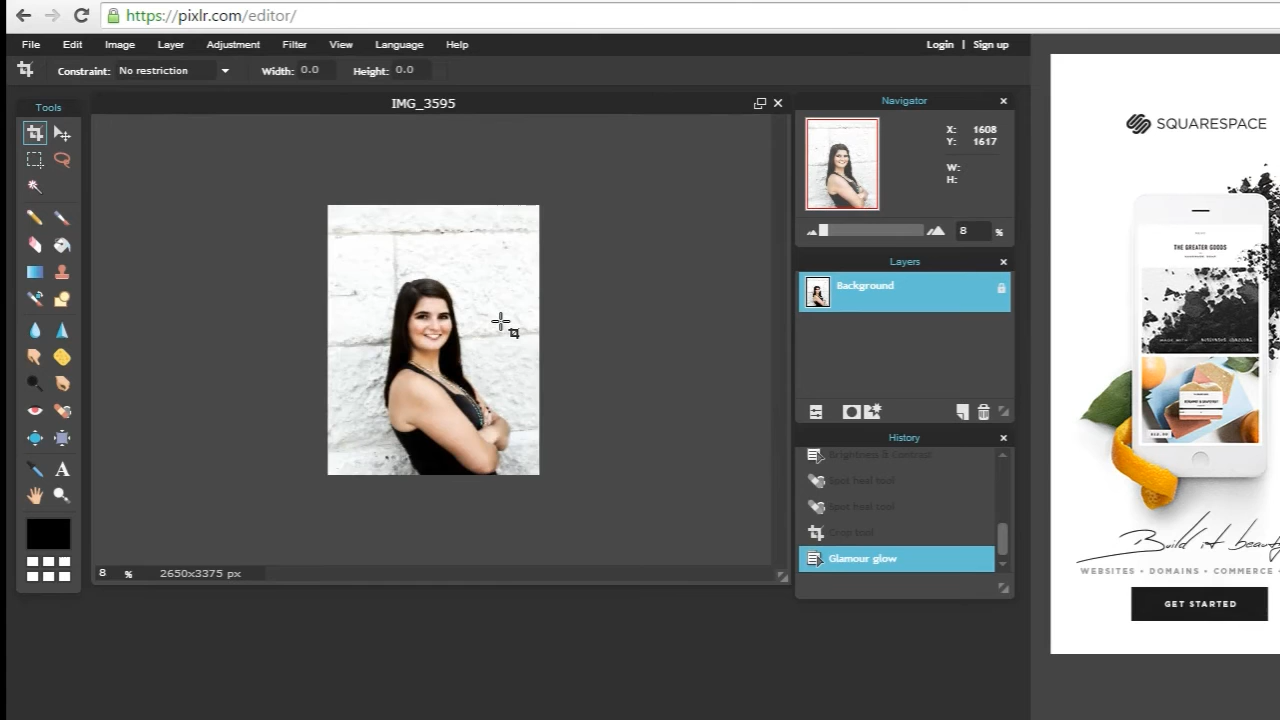 https://pixlr.com/editor/
File Edit Image Layer Adjustment Filter View Language Help Login | Sign up
Constraint: No restriction Width: 0.0 Height: 0.0
Tools
IMG_3595
Navigator
X: 1608
Y: 1617
W:
H:
8 %
Layers
Background
History
Brightness & Contrast
Spot heal tool
Spot heal tool
Crop tool
Glamour glow
A
8 % 2650x3375 px
SQUARESPACE
THE GREATER GOODS
Build it beauty
WEBSITES • DOMAINS • COMMERCE •
GET STARTED